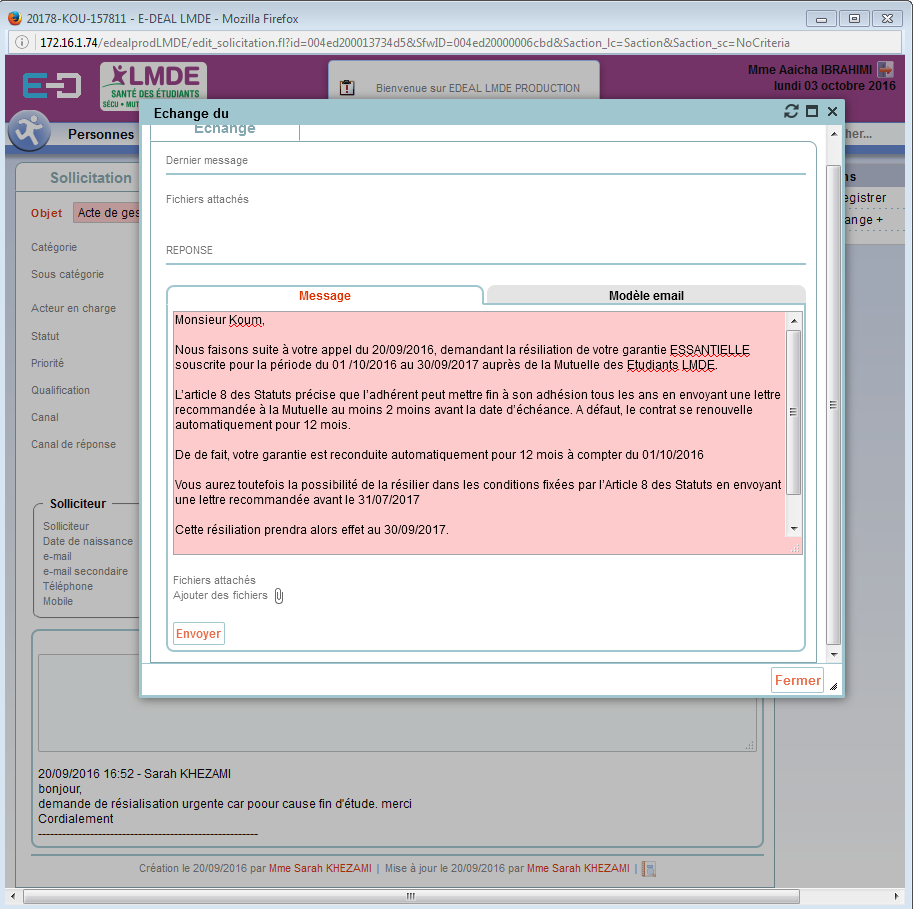 20178-KOU-157811 - E-DEAL LMDE - Mozilla Firefox
172.16.1.74/edealprodLMDE/edit_solicitation.fl?id=004ed200013734d5&SfwID=004ed20000006cbd&Saction_lc=Saction&Saction_sc=NoCriteria
E-D
LMDE
SANTÉ DES ÉTUDIANTS
SÉCU • MUT
Bienvenue sur EDEAL LMDE PRODUCTION
Mme Aaicha IBRAHIMI
lundi 03 octobre 2016
Personnes
her...
Echange du
Echange
Dernier message
Fichiers attachés
REPONSE
Message
Modèle email
Monsieur Koum,
Nous faisons suite à votre appel du 20/09/2016, demandant la résiliation de votre garantie ESSANTIELLE
souscrite pour la période du 01 /10/2016 au 30/09/2017 auprès de la Mutuelle des Etudiants LMDE.
L'article 8 des Statuts précise que l'adhérent peut mettre fin à son adhésion tous les ans en envoyant une lettre
recommandée à la Mutuelle au moins 2 moins avant la date d'échéance. A défaut, le contrat se renouvelle
automatiquement pour 12 mois.
De de fait, votre garantie est reconduite automatiquement pour 12 mois à compter du 01/10/2016
Vous aurez toutefois la possibilité de la résilier dans les conditions fixées par l'Article 8 des Statuts en envoyant
une lettre recommandée avant le 31/07/2017
Cette résiliation prendra alors effet au 30/09/2017.
Fichiers attachés
Ajouter des fichiers
Envoyer
Fermer
Sollicitation
Objet
Acte de ges
Catégorie
Sous catégorie
Acteur en charge
Statut
Priorité
Qualification
Canal
Canal de réponse
Solliciteur
Solliciteur
Date de naissance
e-mail
e-mail secondaire
Téléphone
Mobile
ns
egistrer
ange +
20/09/2016 16:52 - Sarah KHEZAMI
bonjour,
demande de résialisation urgente car poour cause fin d'étude. merci
Cordialement
-------------------------------------------------------
Création le 20/09/2016 par Mme Sarah KHEZAMI | Mise à jour le 20/09/2016 par Mme Sarah KHEZAMI |